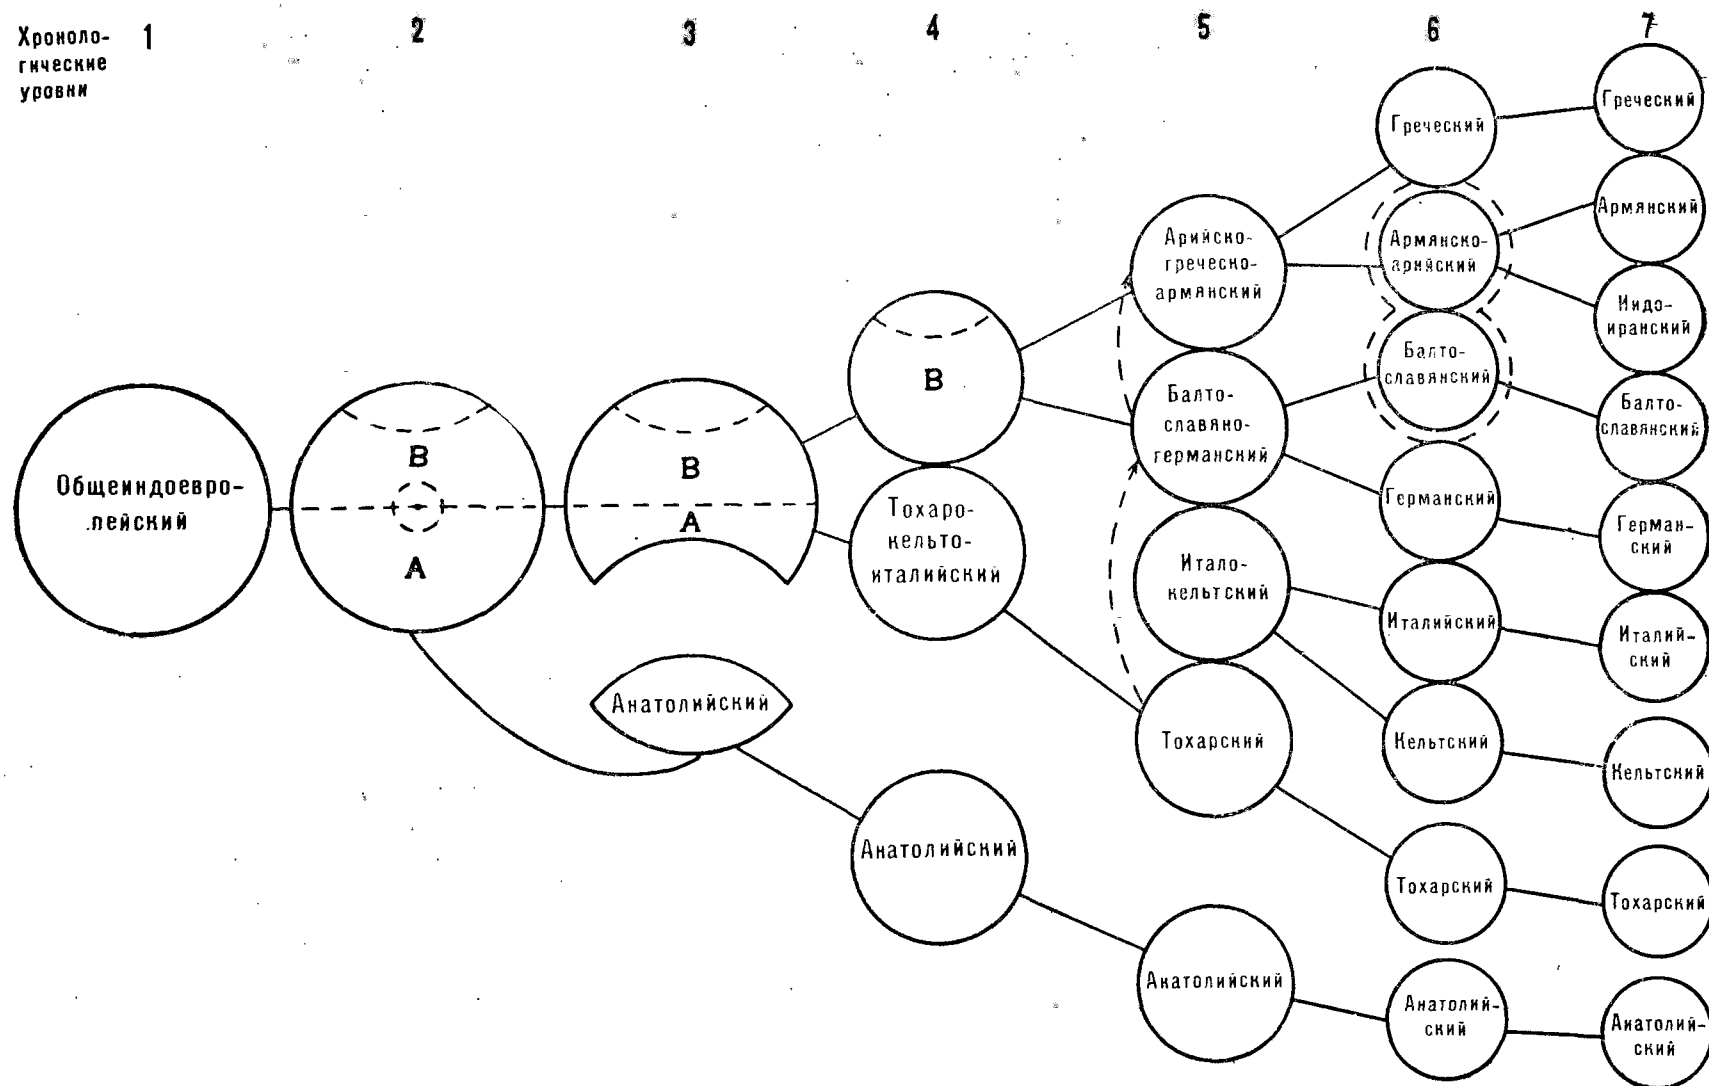 Хроноло-
гические
уровни
1
2
3
4
5
6
7
Общеиндоевро-
пейский
В
А
В
А
Анатолийский
В
Тохаро-
кельто-
италийский
Анатолийский
Арийско-
греческо-
армянский
Балто-
славяно-
германский
Итало-
кельтский
Тохарский
Анатолийский
Греческий
Армянско-
арийский
Балто-
славянский
Германский
Италийский
Кельтский
Тохарский
Анатолий-
ский
Греческий
Армянский
Индо-
иранский
Балто-
славянский
Герман-
ский
Италий-
ский
Кельтский
Тохарский
Анатолий-
ский